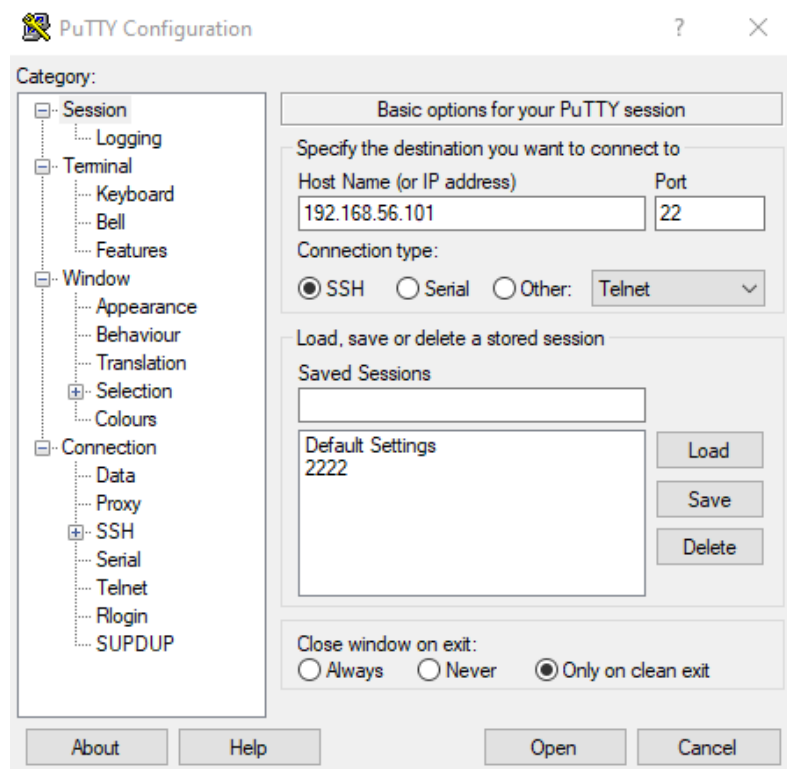 PuTTY Configuration
?
Category:
Session
Logging
Terminal
Keyboard
Bell
Features
Window
Appearance
Behaviour
Translation
Selection
Colours
Connection
Data
Proxy
SSH
Serial
Telnet
Rlogin
SUPDUP
Basic options for your PuTTY session
Specify the destination you want to connect to
Host Name (or IP address) Port
192.168.56.101 22
Connection type:
SSH Serial Other: Telnet
Load, save or delete a stored session
Saved Sessions
Default Settings
2222
Load
Save
Delete
Close window on exit:
Always Never Only on clean exit
About Help Open Cancel